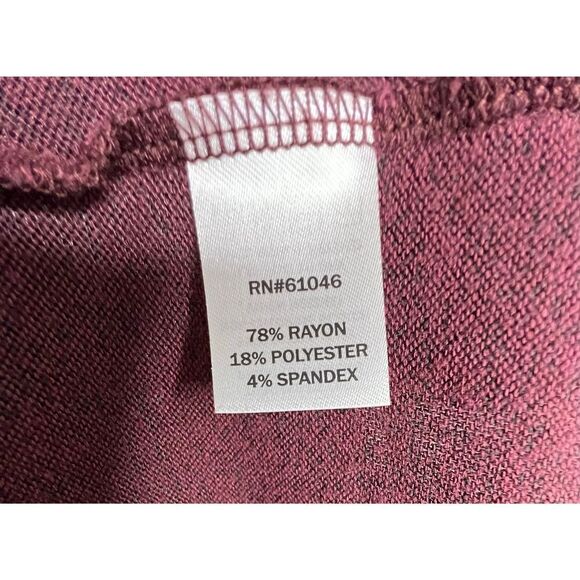 RN#61046
78% RAYON
18% POLYESTER
4% SPANDEX